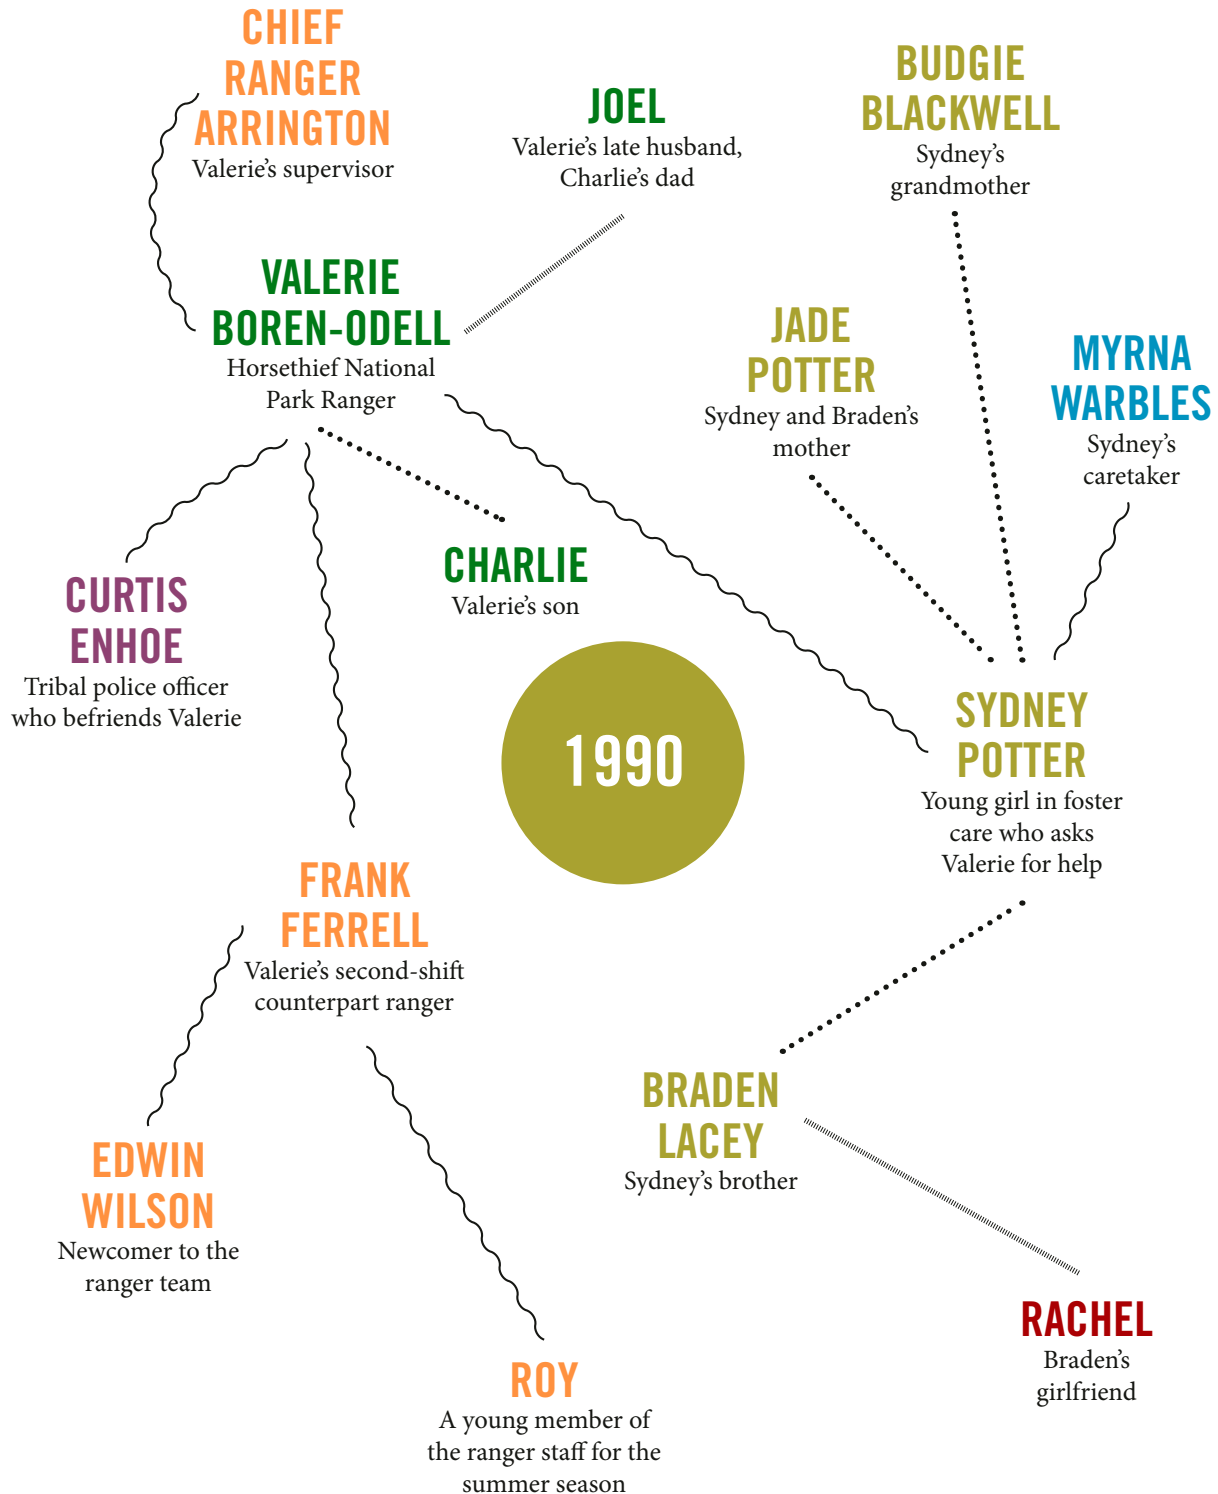 CHIEF
RANGER
ARRINGTON
Valerie’s supervisor
JOEL
Valerie’s late husband,
Charlie’s dad
BUDGIE
BLACKWELL
Sydney’s
grandmother
VALERIE
BOREN-ODELL
Horsethief National
Park Ranger
JADE
POTTER
Sydney and Braden’s
mother
MYRNA
WARBLES
Sydney’s
caretaker
CHARLIE
Valerie’s son
CURTIS
ENHOE
Tribal police officer
who befriends Valerie
1990
SYDNEY
POTTER
Young girl in foster
care who asks
Valerie for help
FRANK
FERRELL
Valerie’s second-shift
counterpart ranger
BRADEN
LACEY
Sydney’s brother
EDWIN
WILSON
Newcomer to the
ranger team
RACHEL
Braden’s
girlfriend
ROY
A young member of
the ranger staff for the
summer season